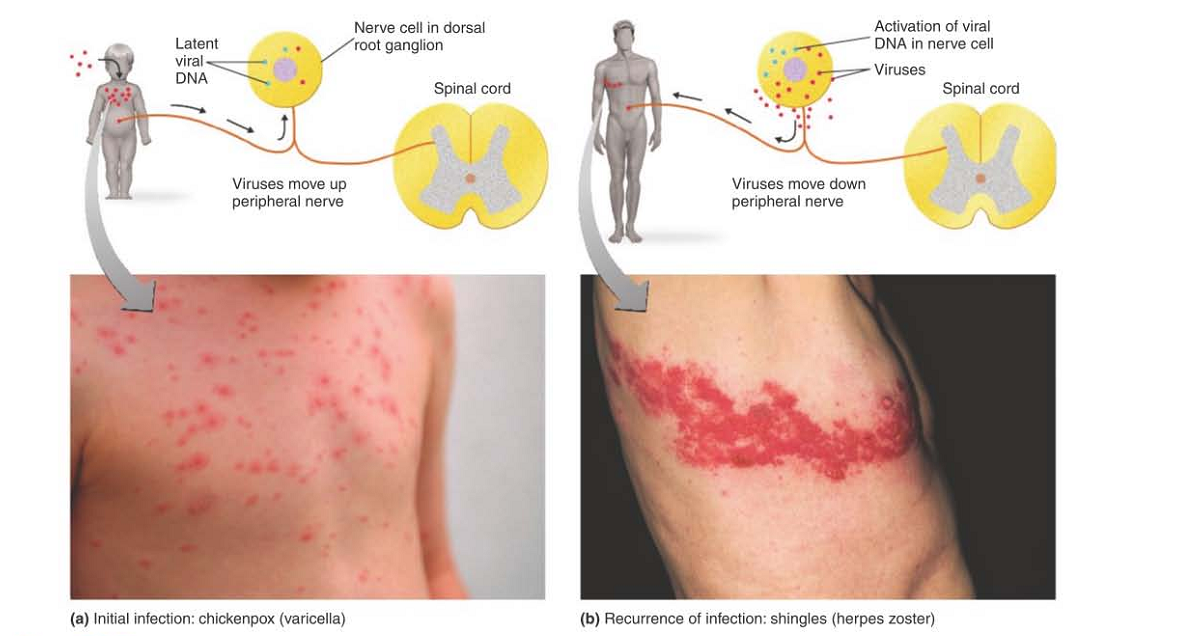 Latent
viral
DNA
Nerve cell in dorsal
root ganglion
Spinal cord
Viruses move up
peripheral nerve
(a) Initial infection: chickenpox (varicella)
Activation of viral
DNA in nerve cell
Viruses
Spinal cord
Viruses move down
peripheral nerve
(b) Recurrence of infection: shingles (herpes zoster)